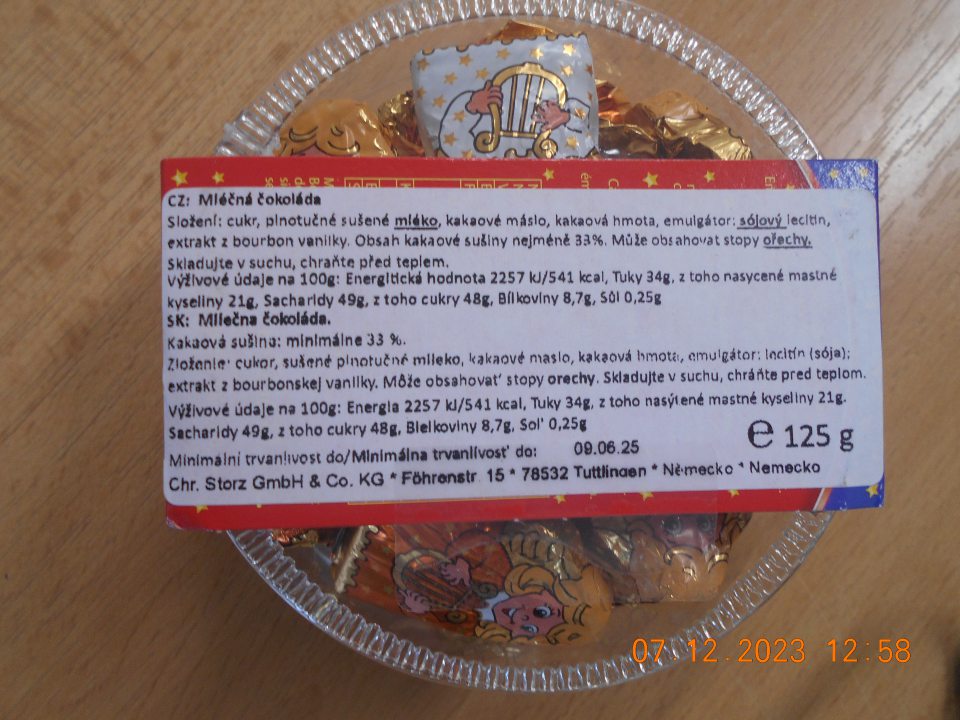 CZ: Mléčná čokoláda
Složení: cukr, plnotučné sušené mléko, kakaové máslo, kakaová hmota, emulgátor: sójový lecitin,
extrakt z bourbon vanilky. Obsah kakaové sušiny nejméně 33%. Může obsahovat stopy ořechy.
Skladujte v suchu, chraňte před teplem.
Výživové údaje na 100g: Energitická hodnota 2257 kJ/541 kcal, Tuky 34g, z toho nasycené mastné
kyseliny 21g, Sacharidy 49g, z toho cukry 48g, Bílkoviny 8,7g, Sůl 0,25g
SK: Mliečna čokoláda.
Kakaová sušina: minimálne 33 %.
Zloženie: cukor, sušené plnotučné mlieko, kakaové maslo, kakaová hmota, emulgátor: lecitín (sója);
extrakt z bourbonskej vanilky. Môže obsahovať stopy orechy. Skladujte v suchu, chráňte pred teplom.
Výživové údaje na 100g: Energia 2257 kJ/541 kcal, Tuky 34g, z toho nasýtené mastné kyseliny 21g.
Sacharidy 49g, z toho cukry 48g, Bielkoviny 8,7g, Soľ 0,25g
Minimální trvanlivost do/Minimálna trvanlivosť do: 09.06.25
℮ 125 g
Chr. Storz GmbH & Co. KG * Föhrenstr. 15 * 78532 Tuttlingen * Německo * Nemecko
07 12 2023 12:58